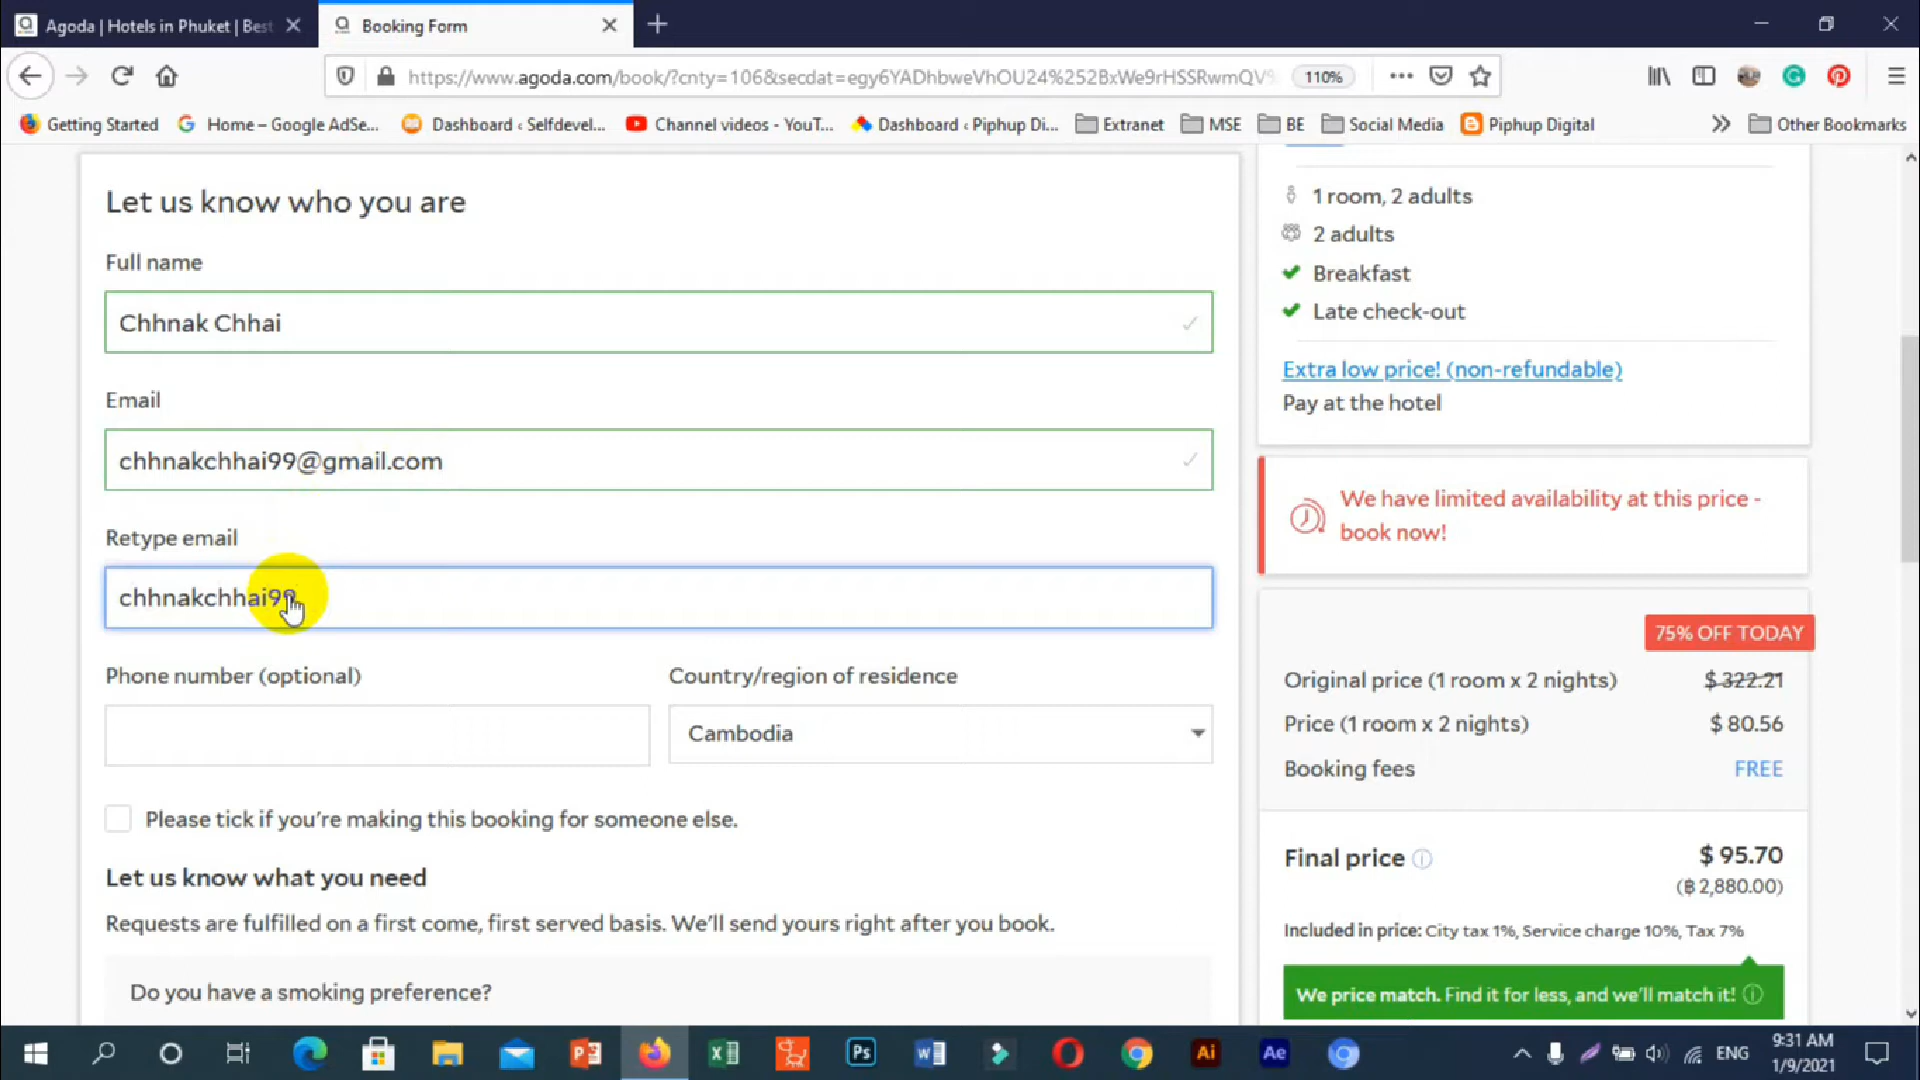 Agoda | Hotels in Phuket | Best
Booking Form
https://www.agoda.com/book/?cnty=106&secdat=egy6YADhbweVhOU24%252BxWe9rHSSRwmQV%
110%
Getting Started
Home – Google AdSe...
Dashboard ‹ Selfdevel...
Channel videos - YouT...
Dashboard ‹ Piphup Di...
Extranet
MSE
BE
Social Media
Piphup Digital
Other Bookmarks
Let us know who you are
Full name
Chhnak Chhai
Email
chhnakchhai99@gmail.com
Retype email
chhnakchhai99
Phone number (optional)
Country/region of residence
Cambodia
Please tick if you're making this booking for someone else.
Let us know what you need
Requests are fulfilled on a first come, first served basis. We'll send yours right after you book.
Do you have a smoking preference?
1 room, 2 adults
2 adults
Breakfast
Late check-out
Extra low price! (non-refundable)
Pay at the hotel
We have limited availability at this price -
book now!
75% OFF TODAY
Original price (1 room x 2 nights) $ 322.21
Price (1 room x 2 nights) $ 80.56
Booking fees FREE
Final price $ 95.70
(฿ 2,880.00)
Included in price: City tax 1%, Service charge 10%, Tax 7%
We price match. Find it for less, and we'll match it!
Ps
Ai
Ae
ENG
9:31 AM
1/9/2021